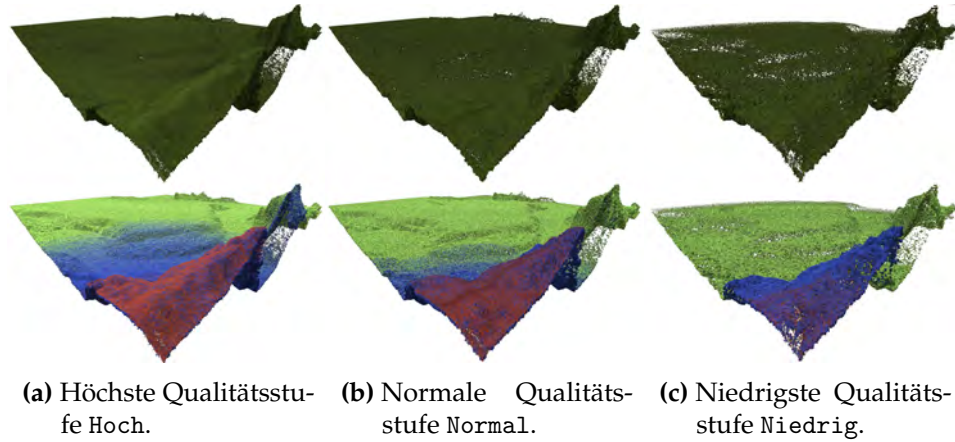 (a) Höchste Qualitätsstu-
fe Hoch.
(b) Normale Qualitäts-
stufe Normal.
(c) Niedrigste Qualitäts-
stufe Niedrig.